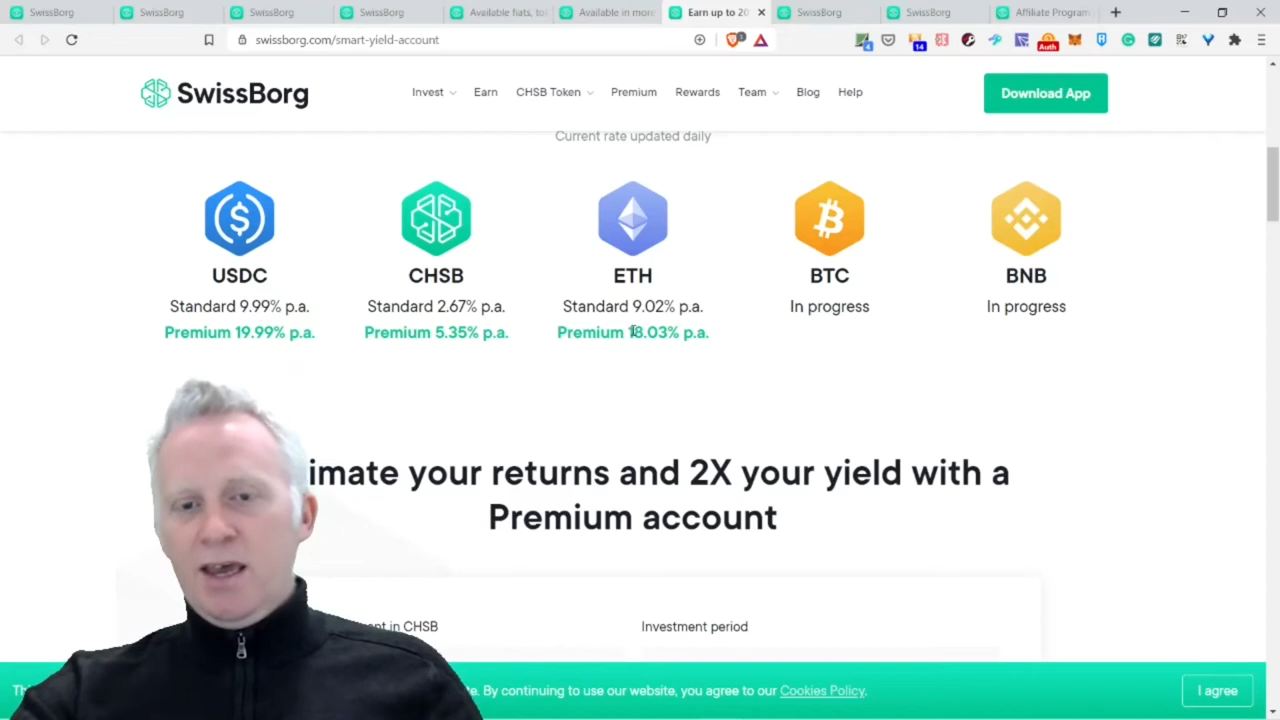 SwissBorg
SwissBorg
SwissBorg
SwissBorg
Available fiats, to
Available in more
Earn up to 20
SwissBorg
SwissBorg
Affiliate Program
swissborg.com/smart-yield-account
4
14
Auth
SwissBorg
Invest
Earn
CHSB Token
Premium
Rewards
Team
Blog
Help
Download App
Current rate updated daily
USDC
CHSB
ETH
BTC
BNB
Standard 9.99% p.a.
Standard 2.67% p.a.
Standard 9.02% p.a.
In progress
In progress
Premium 19.99% p.a.
Premium 5.35% p.a.
Premium 18.03% p.a.
imate your returns and 2X your yield with a
Premium account
in CHSB
Investment period
By continuing to use our website, you agree to our Cookies Policy.
I agree